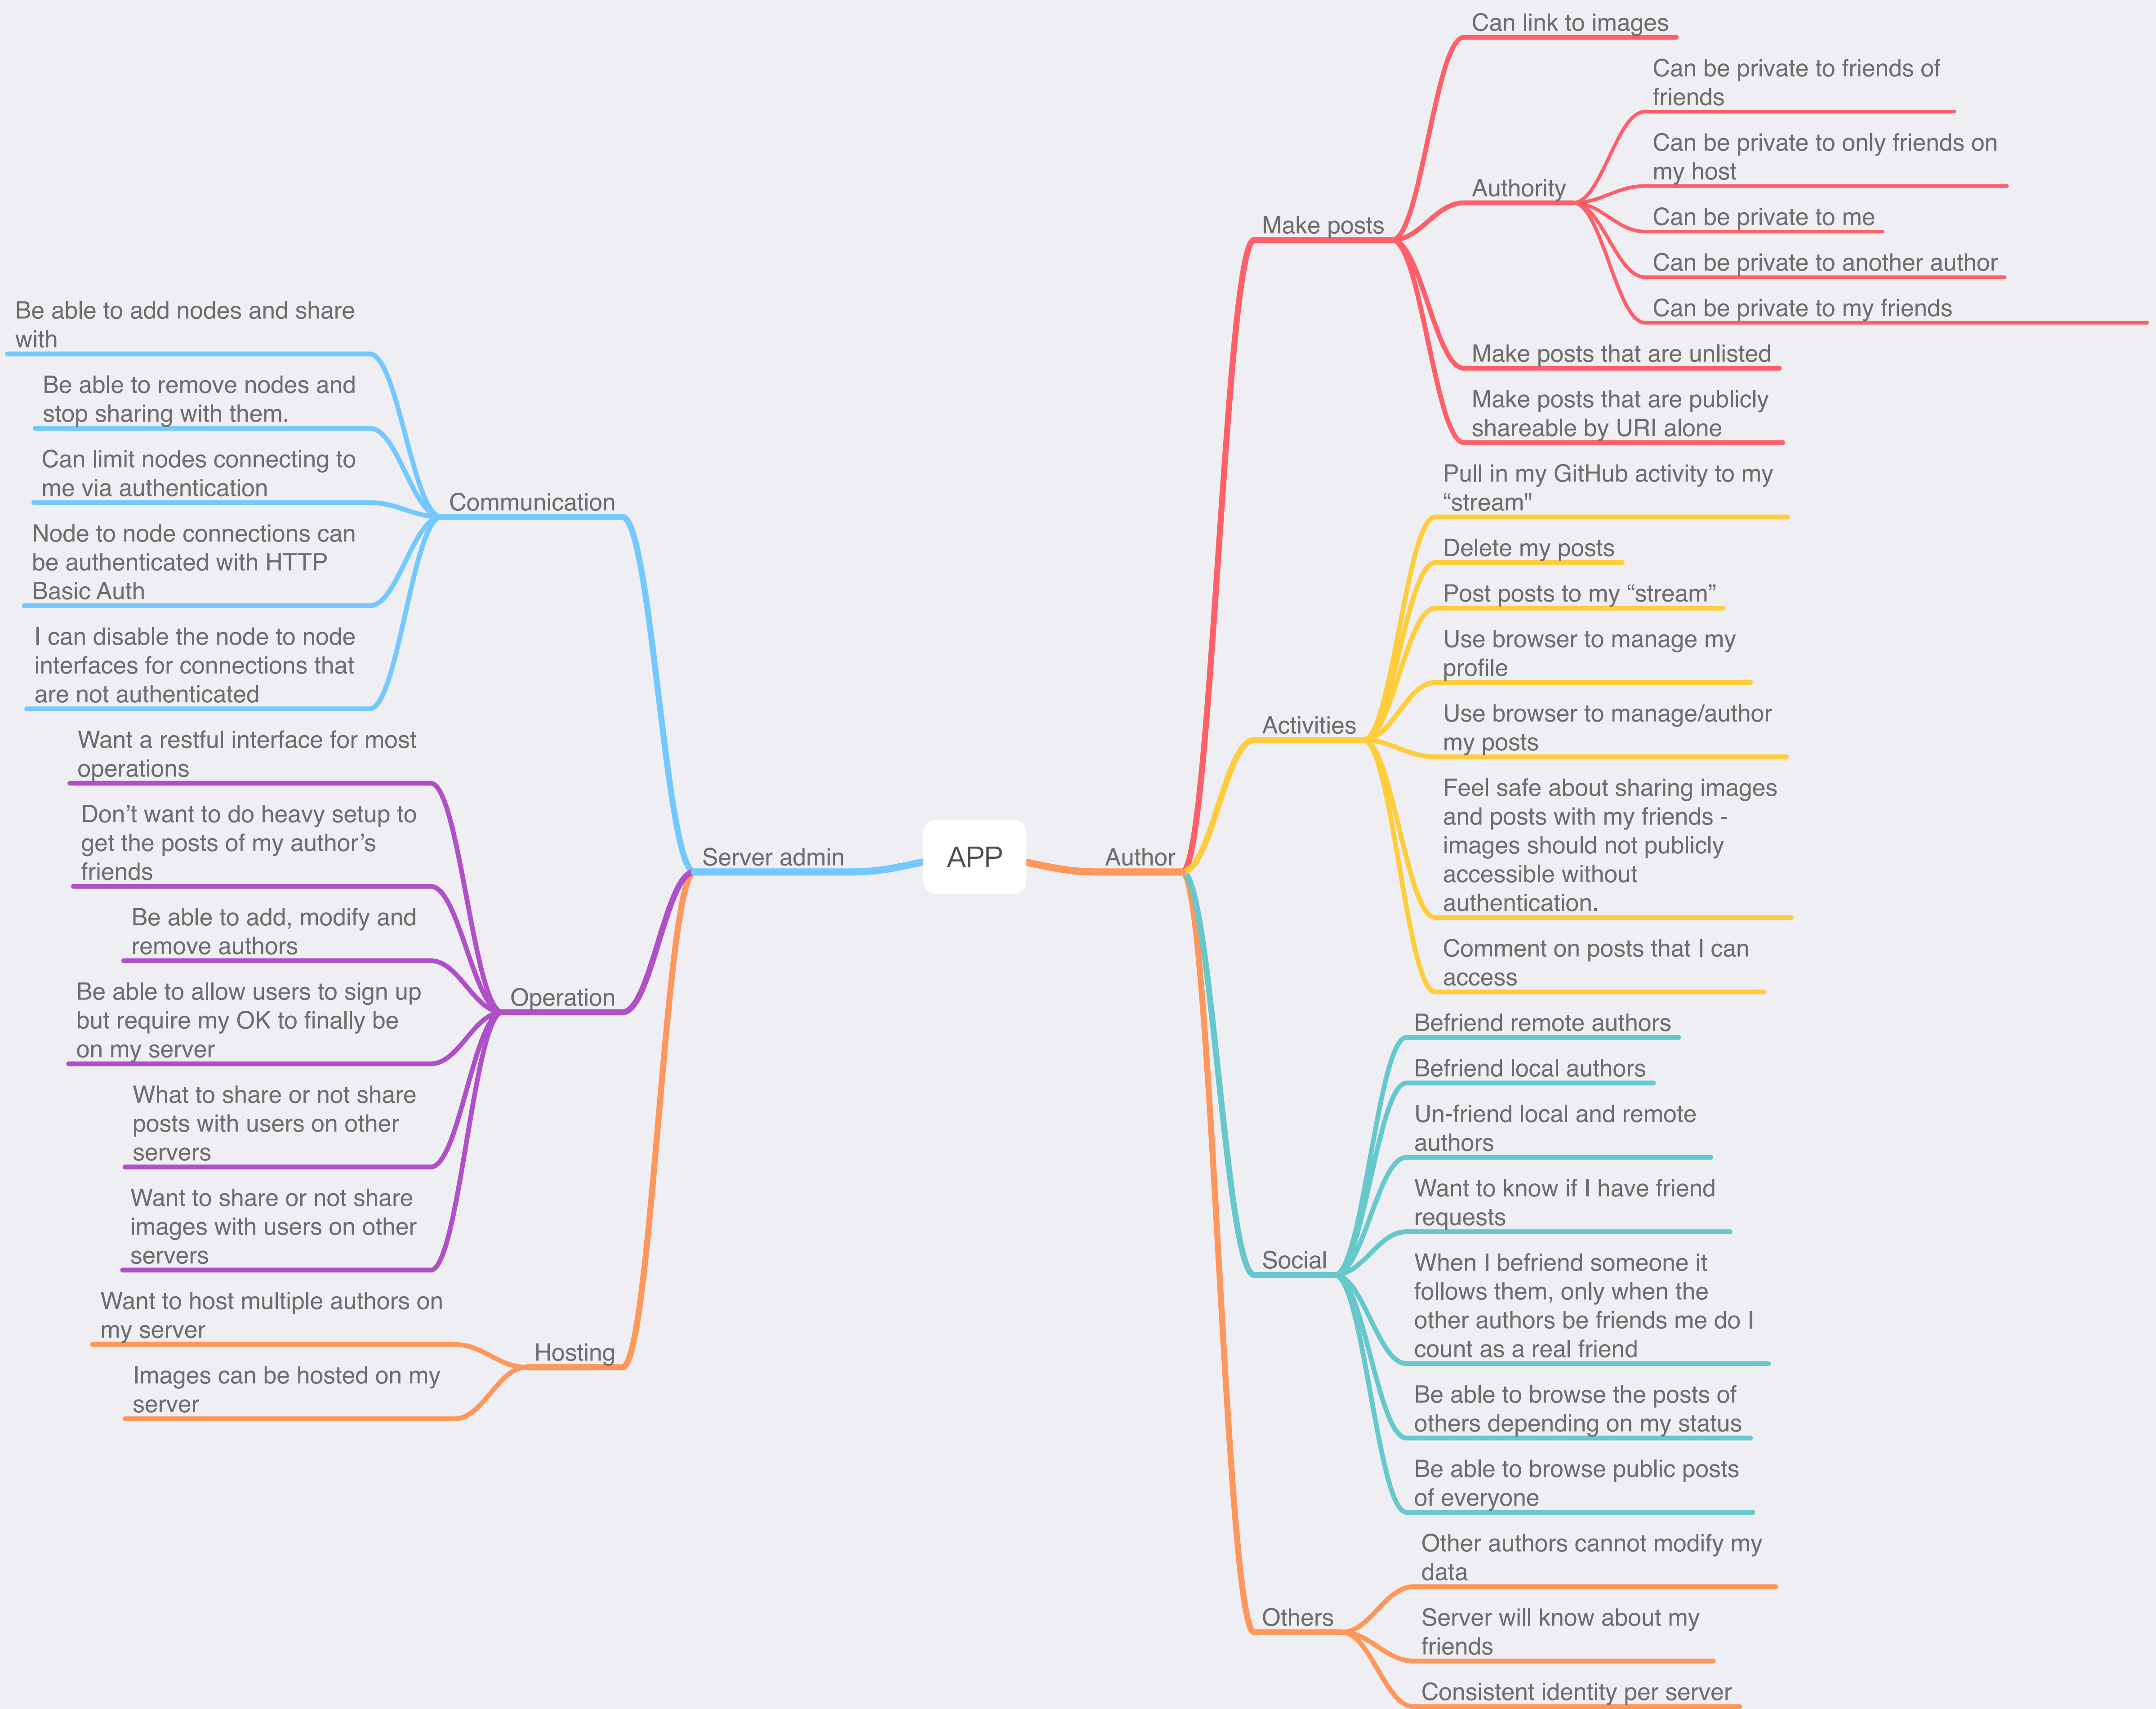 APP
Author
Make posts
Can link to images
Authority
Can be private to friends of
friends
Can be private to only friends on
my host
Can be private to me
Can be private to another author
Can be private to my friends
Make posts that are unlisted
Make posts that are publicly
shareable by URI alone
Activities
Pull in my GitHub activity to my
“stream"
Delete my posts
Post posts to my “stream”
Use browser to manage my
profile
Use browser to manage/author
my posts
Feel safe about sharing images
and posts with my friends -
images should not publicly
accessible without
authentication.
Comment on posts that I can
access
Social
Befriend remote authors
Befriend local authors
Un-friend local and remote
authors
Want to know if I have friend
requests
When I befriend someone it
follows them, only when the
other authors be friends me do I
count as a real friend
Be able to browse the posts of
others depending on my status
Be able to browse public posts
of everyone
Others
Other authors cannot modify my
data
Server will know about my
friends
Consistent identity per server
Server admin
Communication
Be able to add nodes and share
with
Be able to remove nodes and
stop sharing with them.
Can limit nodes connecting to
me via authentication
Node to node connections can
be authenticated with HTTP
Basic Auth
I can disable the node to node
interfaces for connections that
are not authenticated
Operation
Want a restful interface for most
operations
Don’t want to do heavy setup to
get the posts of my author’s
friends
Be able to add, modify and
remove authors
Be able to allow users to sign up
but require my OK to finally be
on my server
What to share or not share
posts with users on other
servers
Want to share or not share
images with users on other
servers
Hosting
Want to host multiple authors on
my server
Images can be hosted on my
server